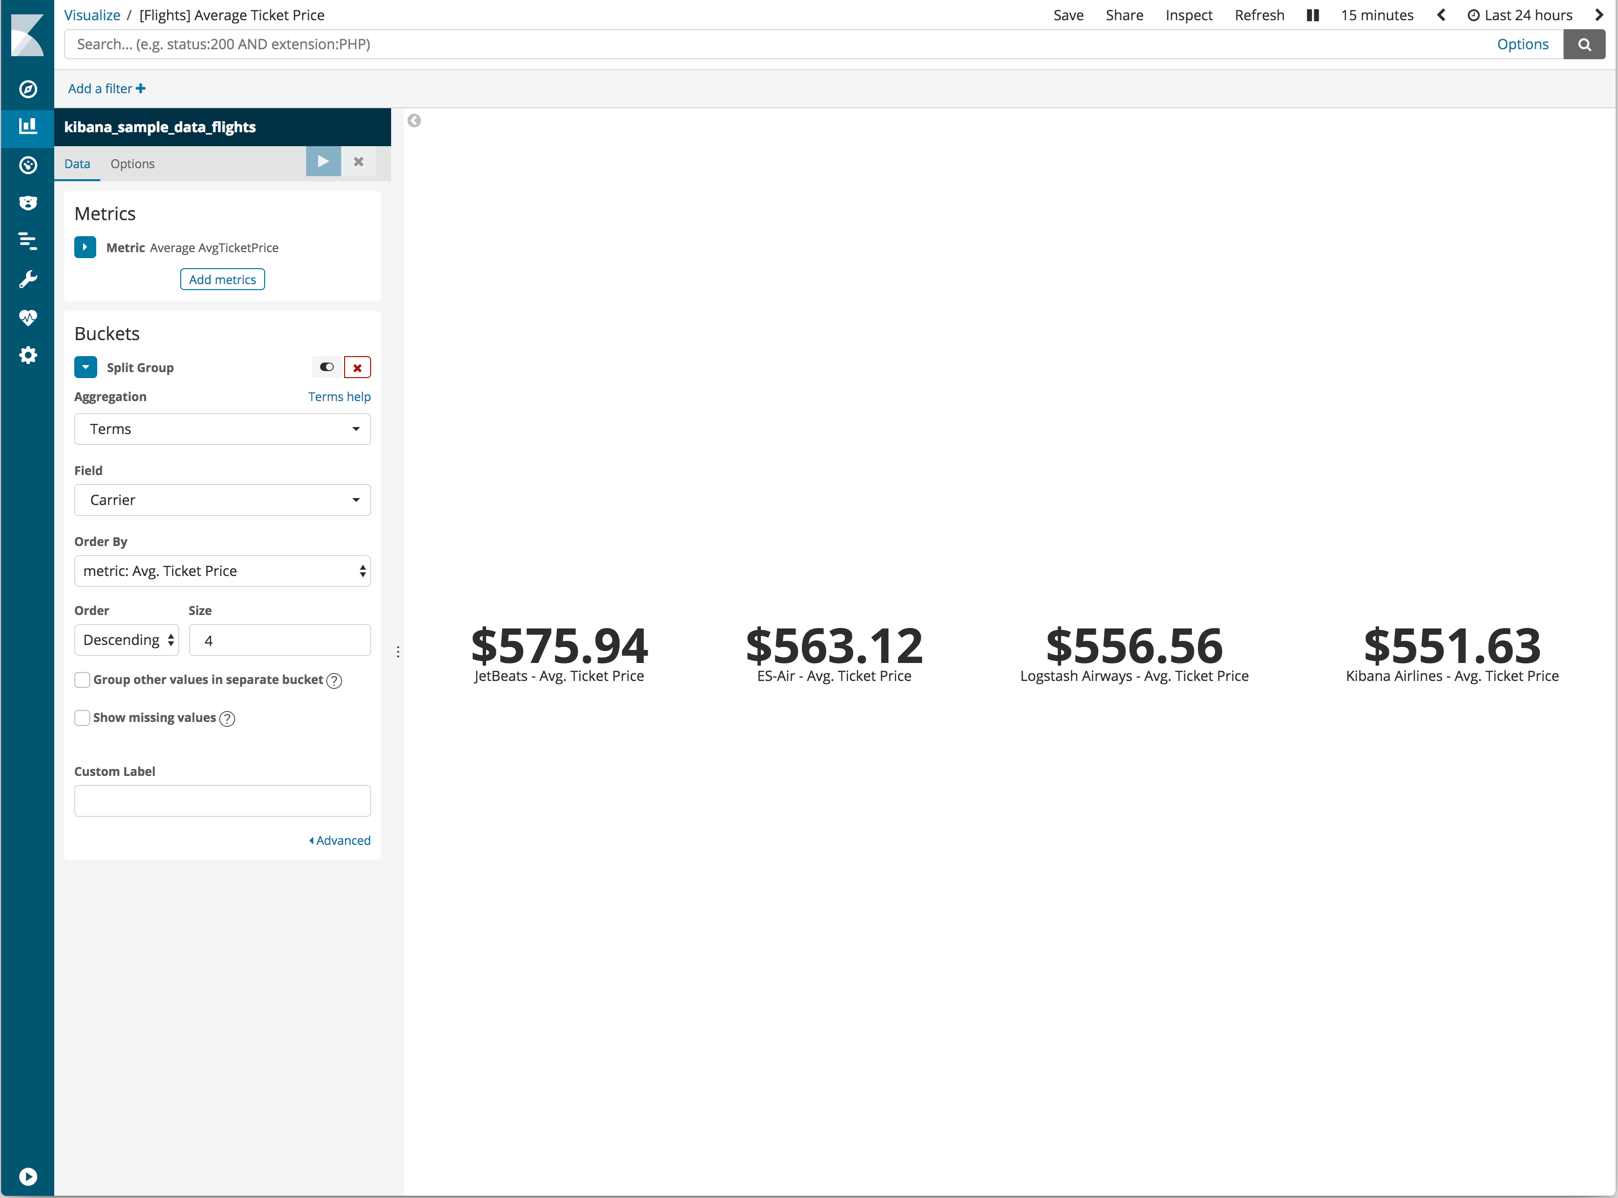 Visualize / [Flights] Average Ticket Price
Save Share Inspect Refresh 15 minutes Last 24 hours
Search... (e.g. status:200 AND extension:PHP)
Options
Add a filter
kibana_sample_data_flights
Data Options
Metrics
Metric Average AvgTicketPrice
Add metrics
Buckets
Split Group
Aggregation Terms help
Terms
Field
Carrier
Order By
metric: Avg. Ticket Price
Order Size
Descending 4
Group other values in separate bucket ?
Show missing values ?
Custom Label
Advanced
$575.94 $563.12 $556.56 $551.63
JetBeats - Avg. Ticket Price ES-Air - Avg. Ticket Price Logstash Airways - Avg. Ticket Price Kibana Airlines - Avg. Ticket Price